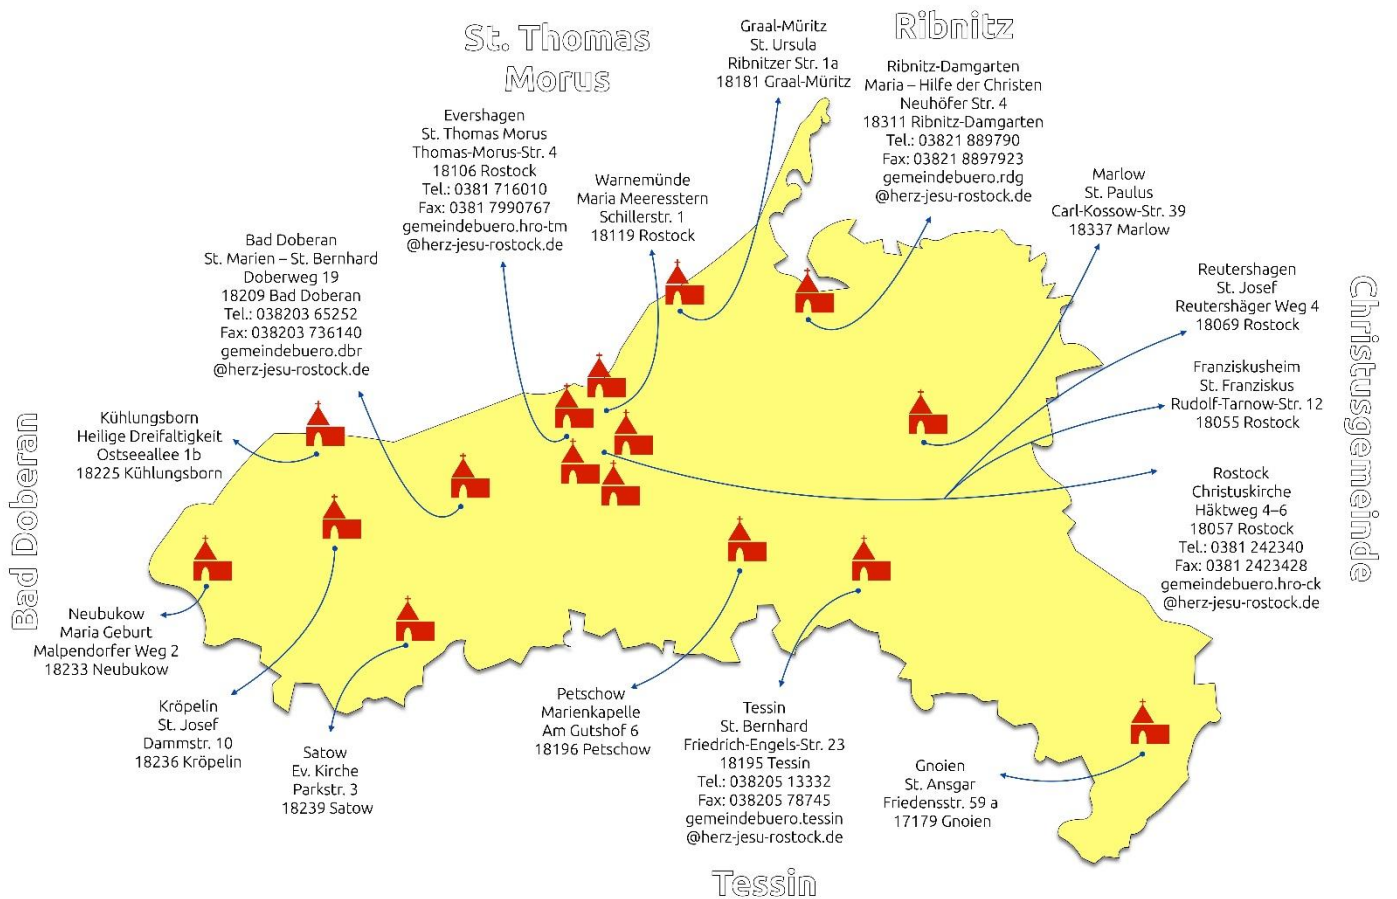 St. Thomas
Morus
Ribnitz
Graal-Müritz
St. Ursula
Ribnitzer Str. 1a
18181 Graal-Müritz
Ribnitz-Damgarten
Maria – Hilfe der Christen
Neuhöfer Str. 4
18311 Ribnitz-Damgarten
Tel.: 03821 889790
Fax: 03821 8897923
gemeindebuero.rdg
@herz-jesu-rostock.de
Evershagen
St. Thomas Morus
Thomas-Morus-Str. 4
18106 Rostock
Tel.: 0381 716010
Fax: 0381 7990767
gemeindebuero.hro-tm
@herz-jesu-rostock.de
Warnemünde
Maria Meeresstern
Schillerstr. 1
18119 Rostock
Marlow
St. Paulus
Carl-Kossow-Str. 39
18337 Marlow
Bad Doberan
St. Marien – St. Bernhard
Doberweg 19
18209 Bad Doberan
Tel.: 038203 65252
Fax: 038203 736140
gemeindebuero.dbr
@herz-jesu-rostock.de
Reutershagen
St. Josef
Reutershäger Weg 4
18069 Rostock
Christusgemeinde
Franziskusheim
St. Franziskus
Rudolf-Tarnow-Str. 12
18055 Rostock
Kühlungsborn
Heilige Dreifaltigkeit
Ostseeallee 1b
18225 Kühlungsborn
Bad Doberan
Rostock
Christuskirche
Häktweg 4–6
18057 Rostock
Tel.: 0381 242340
Fax: 0381 2423428
gemeindebuero.hro-ck
@herz-jesu-rostock.de
Neubukow
Maria Geburt
Malpendorfer Weg 2
18233 Neubukow
Kröpelin
St. Josef
Dammstr. 10
18236 Kröpelin
Satow
Ev. Kirche
Parkstr. 3
18239 Satow
Petschow
Marienkapelle
Am Gutshof 6
18196 Petschow
Tessin
St. Bernhard
Friedrich-Engels-Str. 23
18195 Tessin
Tel.: 038205 13332
Fax: 038205 78745
gemeindebuero.tessin
@herz-jesu-rostock.de
Gnoien
St. Ansgar
Friedensstr. 59 a
17179 Gnoien
Tessin